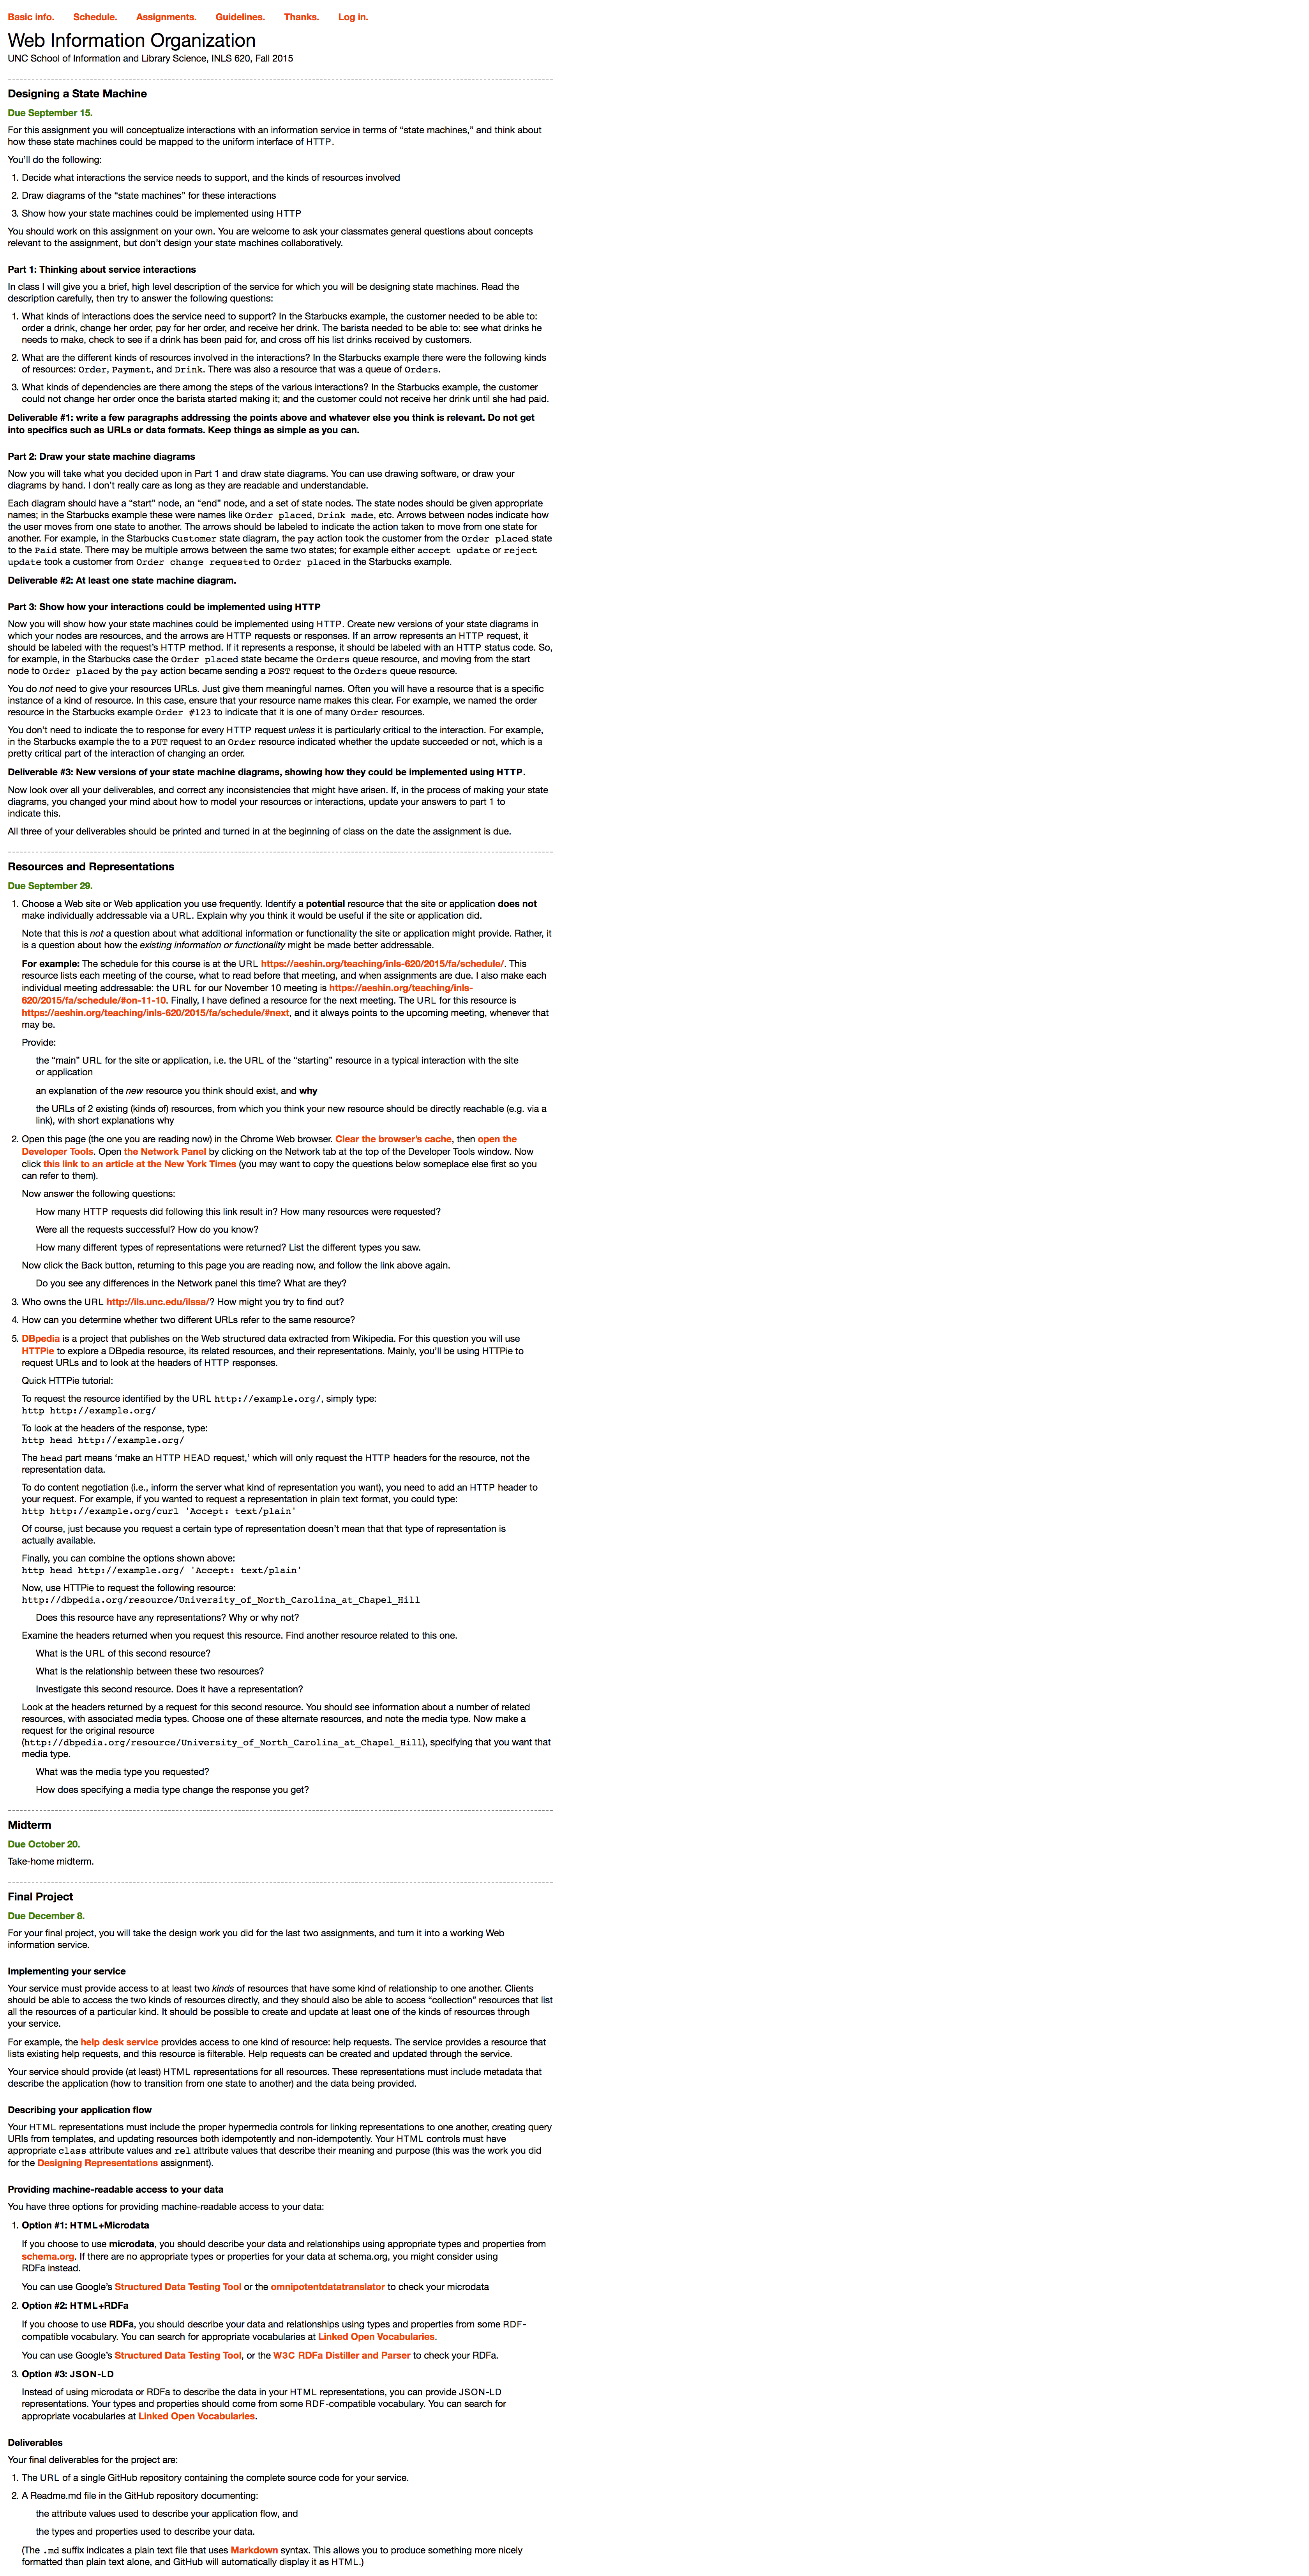 Basic info. Schedule. Assignments. Guidelines. Thanks. Log in.
Web Information Organization
UNC School of Information and Library Science, INLS 620, Fall 2015
Designing a State Machine
Due September 15.
For this assignment you will conceptualize interactions with an information service in terms of “state machines,” and think about
how these state machines could be mapped to the uniform interface of HTTP.
You’ll do the following:
1. Decide what interactions the service needs to support, and the kinds of resources involved
2. Draw diagrams of the “state machines” for these interactions
3. Show how your state machines could be implemented using HTTP
You should work on this assignment on your own. You are welcome to ask your classmates general questions about concepts
relevant to the assignment, but don’t design your state machines collaboratively.
Part 1: Thinking about service interactions
In class I will give you a brief, high level description of the service for which you will be designing state machines. Read the
description carefully, then try to answer the following questions:
1. What kinds of interactions does the service need to support? In the Starbucks example, the customer needed to be able to:
order a drink, change her order, pay for her order, and receive her drink. The barista needed to be able to: see what drinks he
needs to make, check to see if a drink has been paid for, and cross off his list drinks received by customers.
2. What are the different kinds of resources involved in the interactions? In the Starbucks example there were the following kinds
of resources: Order, Payment, and Drink. There was also a resource that was a queue of Orders.
3. What kinds of dependencies are there among the steps of the various interactions? In the Starbucks example, the customer
could not change her order once the barista started making it; and the customer could not receive her drink until she had paid.
Deliverable #1: write a few paragraphs addressing the points above and whatever else you think is relevant. Do not get
into specifics such as URLs or data formats. Keep things as simple as you can.
Part 2: Draw your state machine diagrams
Now you will take what you decided upon in Part 1 and draw state diagrams. You can use drawing software, or draw your
diagrams by hand. I don’t really care as long as they are readable and understandable.
Each diagram should have a “start” node, an “end” node, and a set of state nodes. The state nodes should be given appropriate
names; in the Starbucks example these were names like Order placed, Drink made, etc. Arrows between nodes indicate how
the user moves from one state to another. The arrows should be labeled to indicate the action taken to move from one state for
another. For example, in the Starbucks Customer state diagram, the pay action took the customer from the Order placed state
to the Paid state. There may be multiple arrows between the same two states; for example either accept update or reject
update took a customer from Order change requested to Order placed in the Starbucks example.
Deliverable #2: At least one state machine diagram.
Part 3: Show how your interactions could be implemented using HTTP
Now you will show how your state machines could be implemented using HTTP. Create new versions of your state diagrams in
which your nodes are resources, and the arrows are HTTP requests or responses. If an arrow represents an HTTP request, it
should be labeled with the request’s HTTP method. If it represents a response, it should be labeled with an HTTP status code. So,
for example, in the Starbucks case the Order placed state became the Orders queue resource, and moving from the start
node to Order placed by the pay action became sending a POST request to the Orders queue resource.
You do not need to give your resources URLs. Just give them meaningful names. Often you will have a resource that is a specific
instance of a kind of resource. In this case, ensure that your resource name makes this clear. For example, we named the order
resource in the Starbucks example Order #123 to indicate that it is one of many Order resources.
You don’t need to indicate the to response for every HTTP request unless it is particularly critical to the interaction. For example,
in the Starbucks example the to a PUT request to an Order resource indicated whether the update succeeded or not, which is a
pretty critical part of the interaction of changing an order.
Deliverable #3: New versions of your state machine diagrams, showing how they could be implemented using HTTP.
Now look over all your deliverables, and correct any inconsistencies that might have arisen. If, in the process of making your state
diagrams, you changed your mind about how to model your resources or interactions, update your answers to part 1 to
indicate this.
All three of your deliverables should be printed and turned in at the beginning of class on the date the assignment is due.
Resources and Representations
Due September 29.
1. Choose a Web site or Web application you use frequently. Identify a potential resource that the site or application does not
make individually addressable via a URL. Explain why you think it would be useful if the site or application did.
Note that this is not a question about what additional information or functionality the site or application might provide. Rather, it
is a question about how the existing information or functionality might be made better addressable.
For example: The schedule for this course is at the URL https://aeshin.org/teaching/inls-620/2015/fa/schedule/. This
resource lists each meeting of the course, what to read before that meeting, and when assignments are due. I also make each
individual meeting addressable: the URL for our November 10 meeting is https://aeshin.org/teaching/inls-
620/2015/fa/schedule/#on-11-10. Finally, I have defined a resource for the next meeting. The URL for this resource is
https://aeshin.org/teaching/inls-620/2015/fa/schedule/#next, and it always points to the upcoming meeting, whenever that
may be.
Provide:
the “main” URL for the site or application, i.e. the URL of the “starting” resource in a typical interaction with the site
or application
an explanation of the new resource you think should exist, and why
the URLs of 2 existing (kinds of) resources, from which you think your new resource should be directly reachable (e.g. via a
link), with short explanations why
2. Open this page (the one you are reading now) in the Chrome Web browser. Clear the browser’s cache, then open the
Developer Tools. Open the Network Panel by clicking on the Network tab at the top of the Developer Tools window. Now
click this link to an article at the New York Times (you may want to copy the questions below someplace else first so you
can refer to them).
Now answer the following questions:
How many HTTP requests did following this link result in? How many resources were requested?
Were all the requests successful? How do you know?
How many different types of representations were returned? List the different types you saw.
Now click the Back button, returning to this page you are reading now, and follow the link above again.
Do you see any differences in the Network panel this time? What are they?
3. Who owns the URL http://ils.unc.edu/ilssa/? How might you try to find out?
4. How can you determine whether two different URLs refer to the same resource?
5. DBpedia is a project that publishes on the Web structured data extracted from Wikipedia. For this question you will use
HTTPie to explore a DBpedia resource, its related resources, and their representations. Mainly, you’ll be using HTTPie to
request URLs and to look at the headers of HTTP responses.
Quick HTTPie tutorial:
To request the resource identified by the URL http://example.org/, simply type:
http http://example.org/
To look at the headers of the response, type:
http head http://example.org/
The head part means ‘make an HTTP HEAD request,’ which will only request the HTTP headers for the resource, not the
representation data.
To do content negotiation (i.e., inform the server what kind of representation you want), you need to add an HTTP header to
your request. For example, if you wanted to request a representation in plain text format, you could type:
http http://example.org/curl 'Accept: text/plain'
Of course, just because you request a certain type of representation doesn’t mean that that type of representation is
actually available.
Finally, you can combine the options shown above:
http head http://example.org/ 'Accept: text/plain'
Now, use HTTPie to request the following resource:
http://dbpedia.org/resource/University_of_North_Carolina_at_Chapel_Hill
Does this resource have any representations? Why or why not?
Examine the headers returned when you request this resource. Find another resource related to this one.
What is the URL of this second resource?
What is the relationship between these two resources?
Investigate this second resource. Does it have a representation?
Look at the headers returned by a request for this second resource. You should see information about a number of related
resources, with associated media types. Choose one of these alternate resources, and note the media type. Now make a
request for the original resource
(http://dbpedia.org/resource/University_of_North_Carolina_at_Chapel_Hill), specifying that you want that
media type.
What was the media type you requested?
How does specifying a media type change the response you get?
Midterm
Due October 20.
Take-home midterm.
Final Project
Due December 8.
For your final project, you will take the design work you did for the last two assignments, and turn it into a working Web
information service.
Implementing your service
Your service must provide access to at least two kinds of resources that have some kind of relationship to one another. Clients
should be able to access the two kinds of resources directly, and they should also be able to access “collection” resources that list
all the resources of a particular kind. It should be possible to create and update at least one of the kinds of resources through
your service.
For example, the help desk service provides access to one kind of resource: help requests. The service provides a resource that
lists existing help requests, and this resource is filterable. Help requests can be created and updated through the service.
Your service should provide (at least) HTML representations for all resources. These representations must include metadata that
describe the application (how to transition from one state to another) and the data being provided.
Describing your application flow
Your HTML representations must include the proper hypermedia controls for linking representations to one another, creating query
URIs from templates, and updating resources both idempotently and non-idempotently. Your HTML controls must have
appropriate class attribute values and rel attribute values that describe their meaning and purpose (this was the work you did
for the Designing Representations assignment).
Providing machine-readable access to your data
You have three options for providing machine-readable access to your data:
1. Option #1: HTML+Microdata
If you choose to use microdata, you should describe your data and relationships using appropriate types and properties from
schema.org. If there are no appropriate types or properties for your data at schema.org, you might consider using
RDFa instead.
You can use Google’s Structured Data Testing Tool or the omnipotentdatatranslator to check your microdata
2. Option #2: HTML+RDFa
If you choose to use RDFa, you should describe your data and relationships using types and properties from some RDF-
compatible vocabulary. You can search for appropriate vocabularies at Linked Open Vocabularies.
You can use Google’s Structured Data Testing Tool, or the W3C RDFa Distiller and Parser to check your RDFa.
3. Option #3: JSON-LD
Instead of using microdata or RDFa to describe the data in your HTML representations, you can provide JSON-LD
representations. Your types and properties should come from some RDF-compatible vocabulary. You can search for
appropriate vocabularies at Linked Open Vocabularies.
Deliverables
Your final deliverables for the project are:
1. The URL of a single GitHub repository containing the complete source code for your service.
2. A Readme.md file in the GitHub repository documenting:
the attribute values used to describe your application flow, and
the types and properties used to describe your data.
(The .md suffix indicates a plain text file that uses Markdown syntax. This allows you to produce something more nicely
formatted than plain text alone, and GitHub will automatically display it as HTML.)